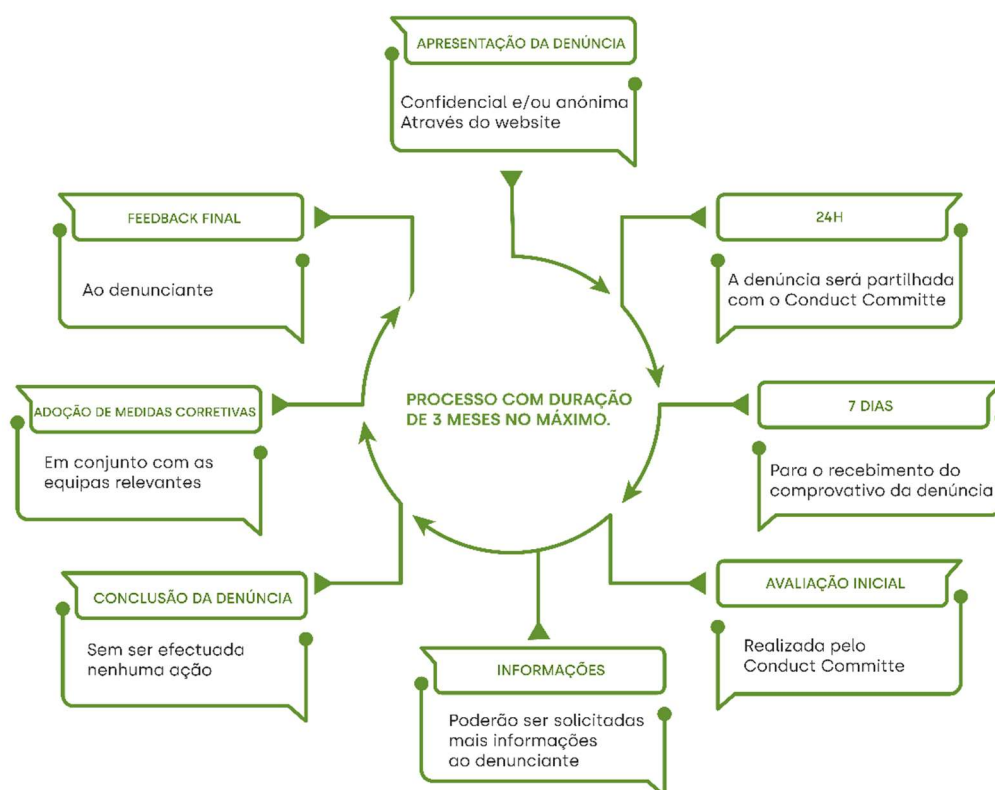 APRESENTAÇÃO DA DENÚNCIA
Confidencial e/ou anónima
Através do website
24H
A denúncia será partilhada
com o Conduct Committe
7 DIAS
Para o recebimento do
comprovativo da denúncia
AVALIAÇÃO INICIAL
Realizada pelo
Conduct Committe
INFORMAÇÕES
Poderão ser solicitadas
mais informações
ao denunciante
CONCLUSÃO DA DENÚNCIA
Sem ser efectuada
nenhuma ação
ADOÇÃO DE MEDIDAS CORRETIVAS
Em conjunto com as
equipas relevantes
FEEDBACK FINAL
Ao denunciante
PROCESSO COM DURAÇÃO
DE 3 MESES NO MÁXIMO.